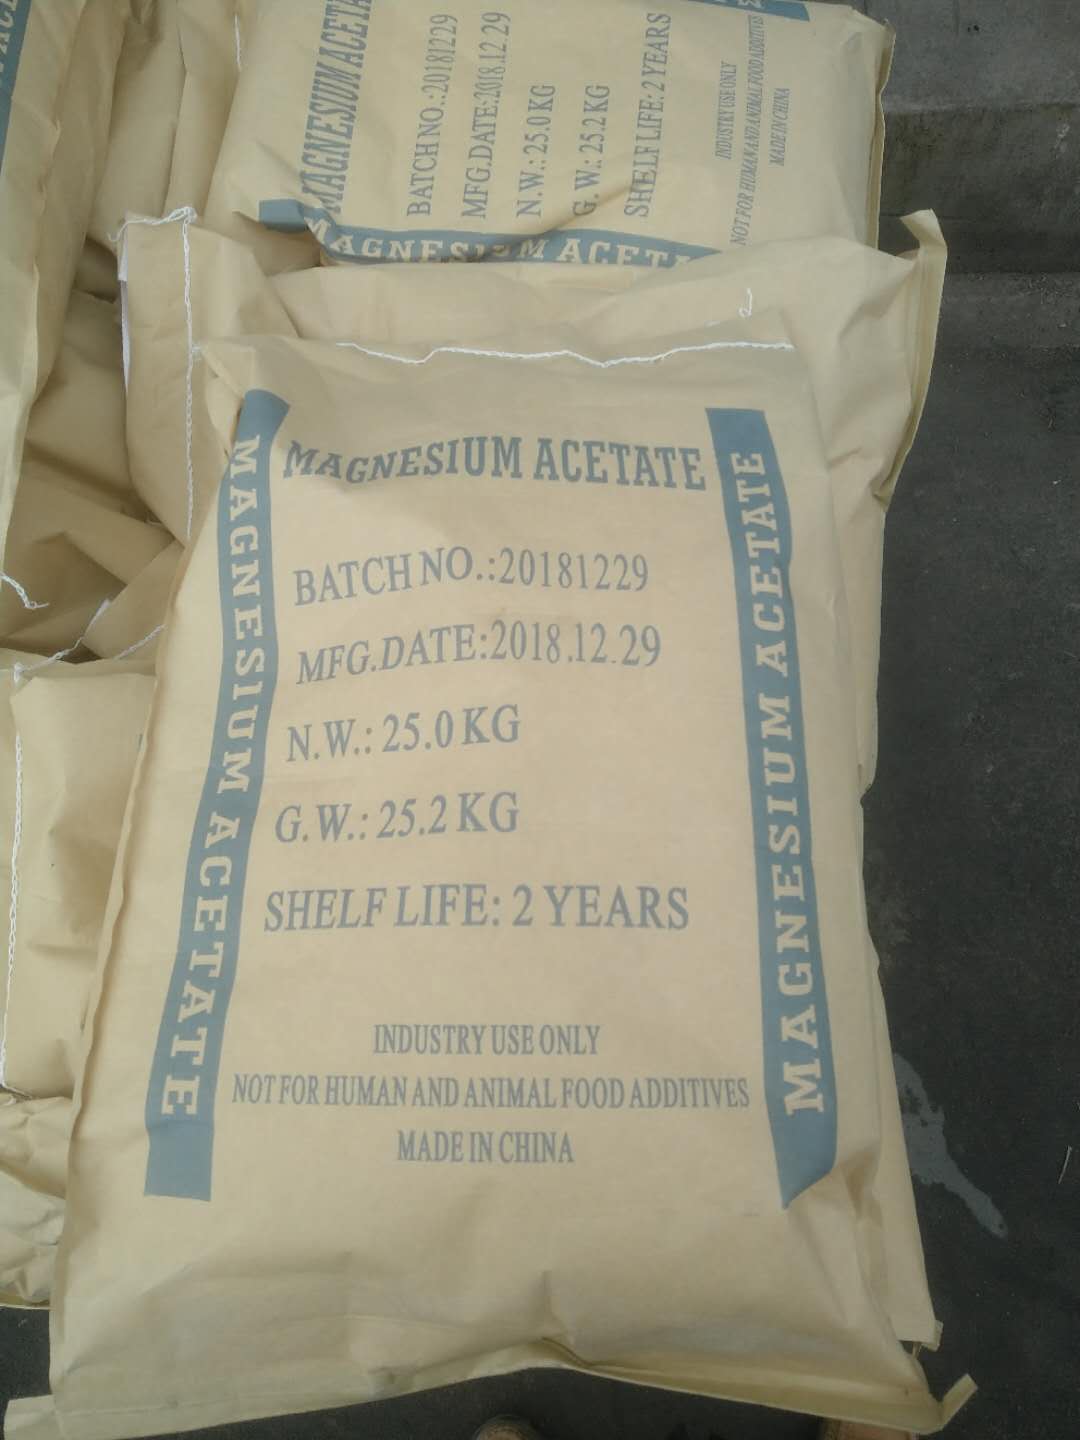 MAGNESIUM ACETA
BATCH NO.:20181229
MFG.DATE:2018.12.29
N.W.: 25.0 KG
G.W.: 25.2 KG
SHELF LIFE: 2 YEARS
INDUSTRY USE ONLY
NOT FOR HUMAN AND ANIMAL FOOD ADDITIVES
MADE IN CHINA
MAGNESIUM ACETA
MAGNESIUM ACETATE
MAGNESIUM ACETATE
BATCH NO.:20181229
MFG.DATE:2018.12.29
N.W.: 25.0 KG
G.W.: 25.2 KG
SHELF LIFE: 2 YEARS
INDUSTRY USE ONLY
NOT FOR HUMAN AND ANIMAL FOOD ADDITIVES
MADE IN CHINA
MAGNESIUM ACETATE